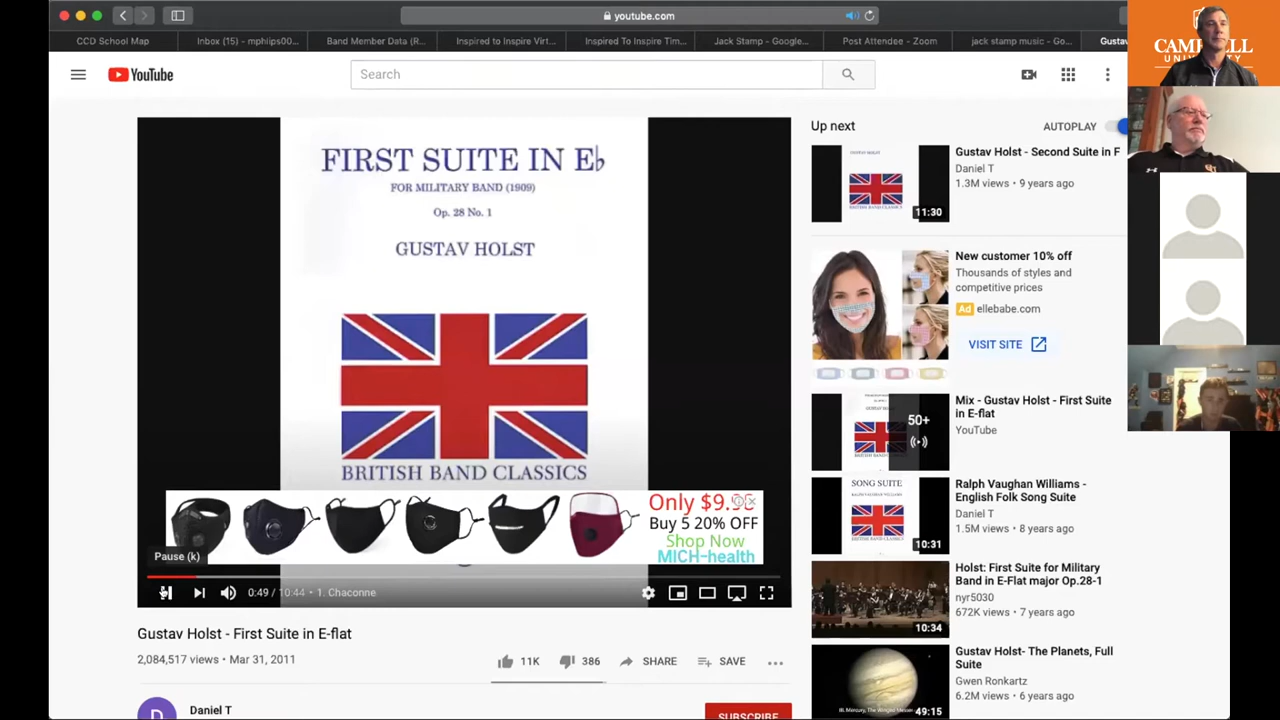 youtube.com
CCD School Map
Inbox (15) - mphlips00...
Band Member Data (R...
Inspired to Inspire Virt...
Inspired To Inspire Tim...
Jack Stamp - Google...
Post Attendee - Zoom
jack stamp music - Go...
Gustav
YouTube
Search
FIRST SUITE IN E♭
FOR MILITARY BAND (1909)
Op. 28 No. 1
GUSTAV HOLST
BRITISH BAND CLASSICS
Buy 5 20% OFF
Shop Now
MICH-health
Pause (k)
0:49 / 10:44 • 1. Chaconne
Gustav Holst - First Suite in E-flat
2,084,517 views • Mar 31, 2011
11K
386
SHARE
SAVE
Daniel T
D
SUBSCRIBE
Up next
AUTOPLAY
Gustav Holst - Second Suite in F
Daniel T
1.3M views • 9 years ago
BRITISH BAND CLASSICS
11:30
New customer 10% off
Thousands of styles and
competitive prices
Ad ellebabe.com
VISIT SITE
Mix - Gustav Holst - First Suite
in E-flat
YouTube
50+
SONG SUITE
Ralph Vaughan Williams -
English Folk Song Suite
Daniel T
1.5M views • 8 years ago
10:31
Holst: First Suite for Military
Band in E-Flat major Op.28-1
nyr5030
672K views • 7 years ago
10:34
Gustav Holst- The Planets, Full
Suite
Gwen Ronkartz
6.2M views • 6 years ago
49:15
UNIVERSITY